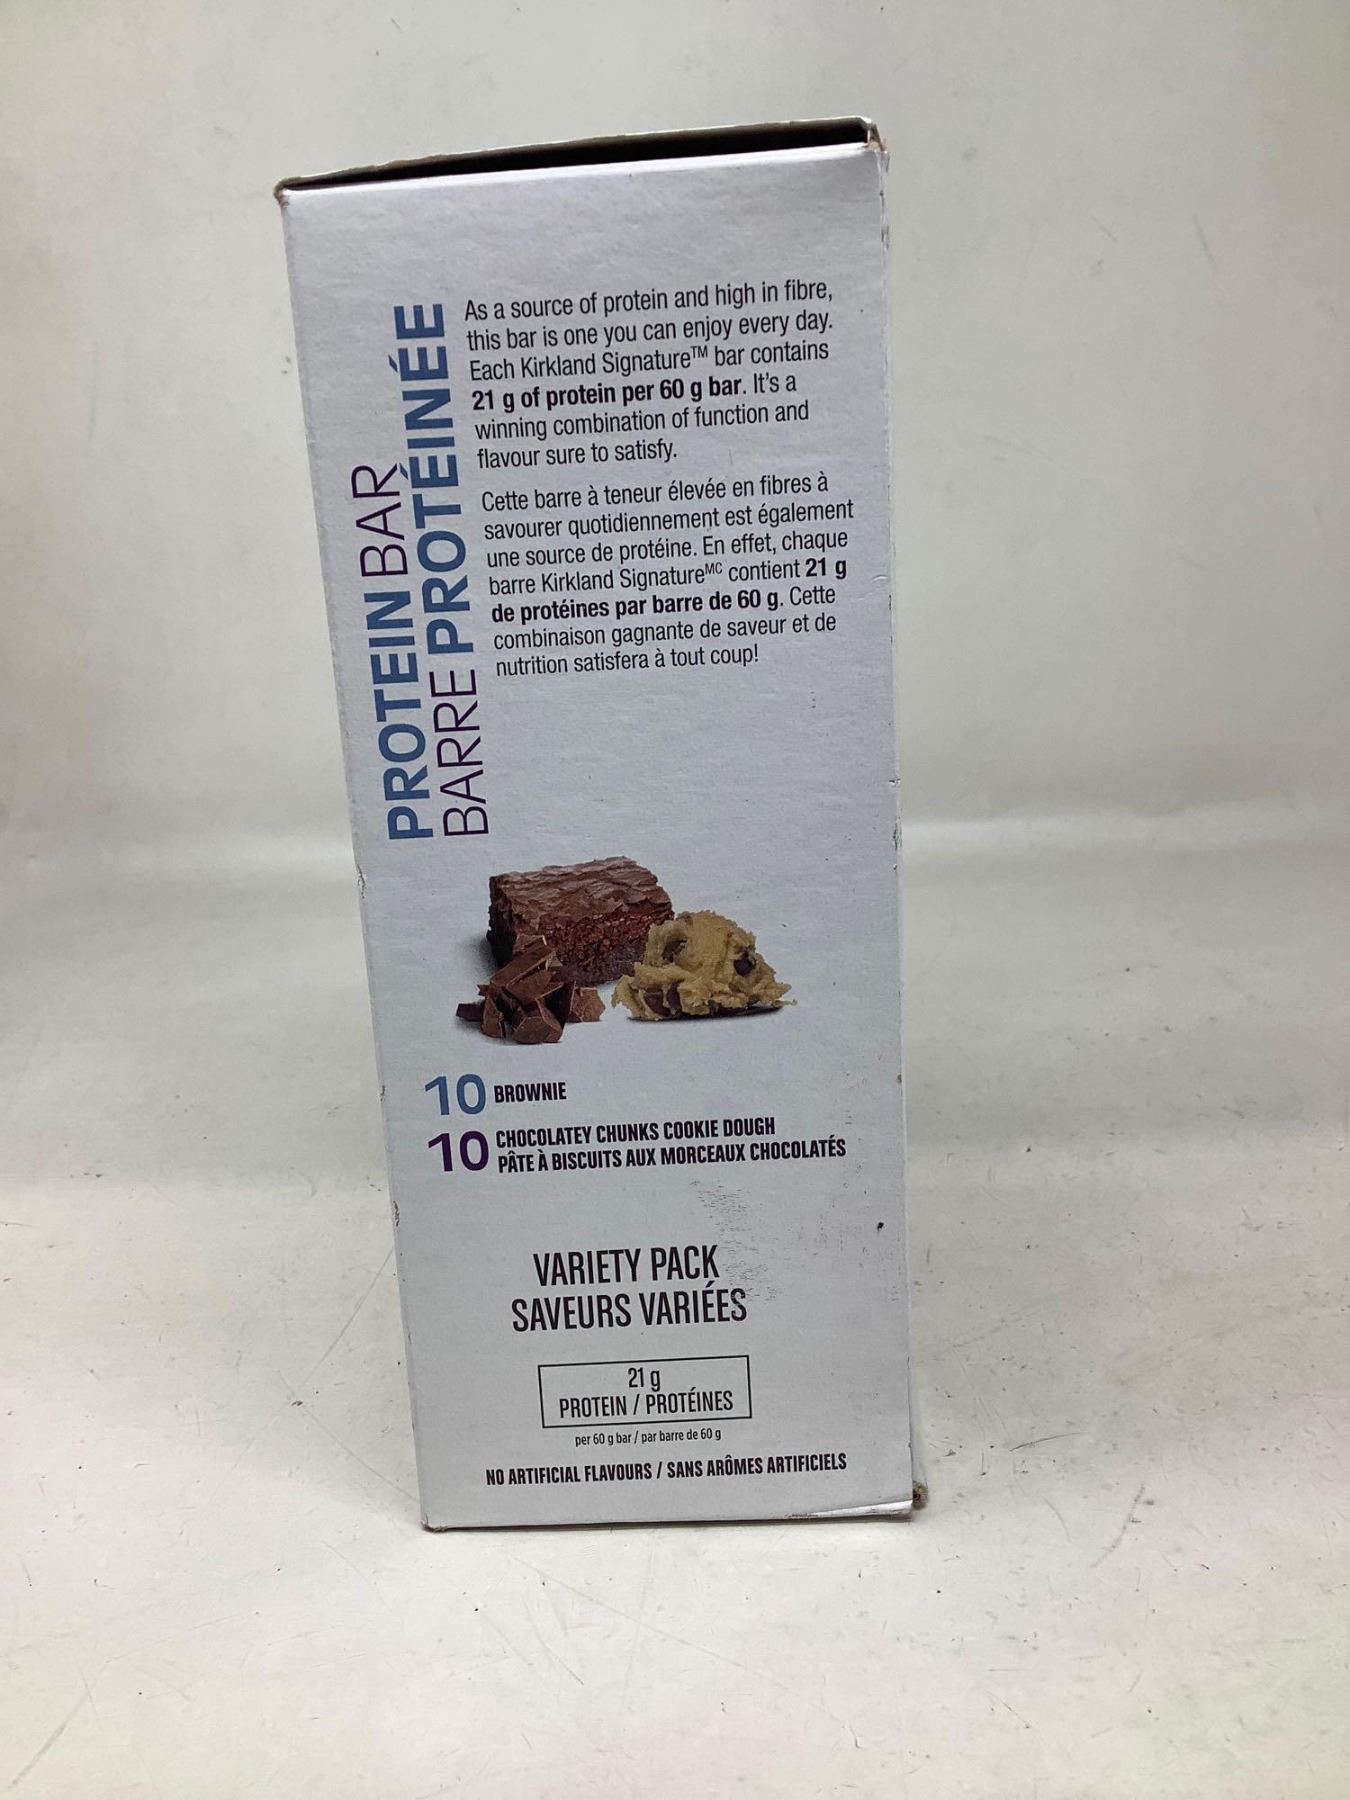 PROTEIN BAR
BARRE PROTÉINÉE
As a source of protein and high in fibre,
this bar is one you can enjoy every day.
Each Kirkland Signature™ bar contains
21 g of protein per 60 g bar. It's a
winning combination of function and
flavour sure to satisfy.
Cette barre à teneur élevée en fibres à
savourer quotidiennement est également
une source de protéine. En effet, chaque
barre Kirkland Signatureᴹᶜ contient 21 g
de protéines par barre de 60 g. Cette
combinaison gagnante de saveur et de
nutrition satisfera à tout coup!
10 BROWNIE
10 CHOCOLATEY CHUNKS COOKIE DOUGH
PÂTE À BISCUITS AUX MORCEAUX CHOCOLATÉS
VARIETY PACK
SAVEURS VARIÉES
21 g
PROTEIN / PROTÉINES
per 60 g bar / par barre de 60 g
NO ARTIFICIAL FLAVOURS / SANS ARÔMES ARTIFICIELS